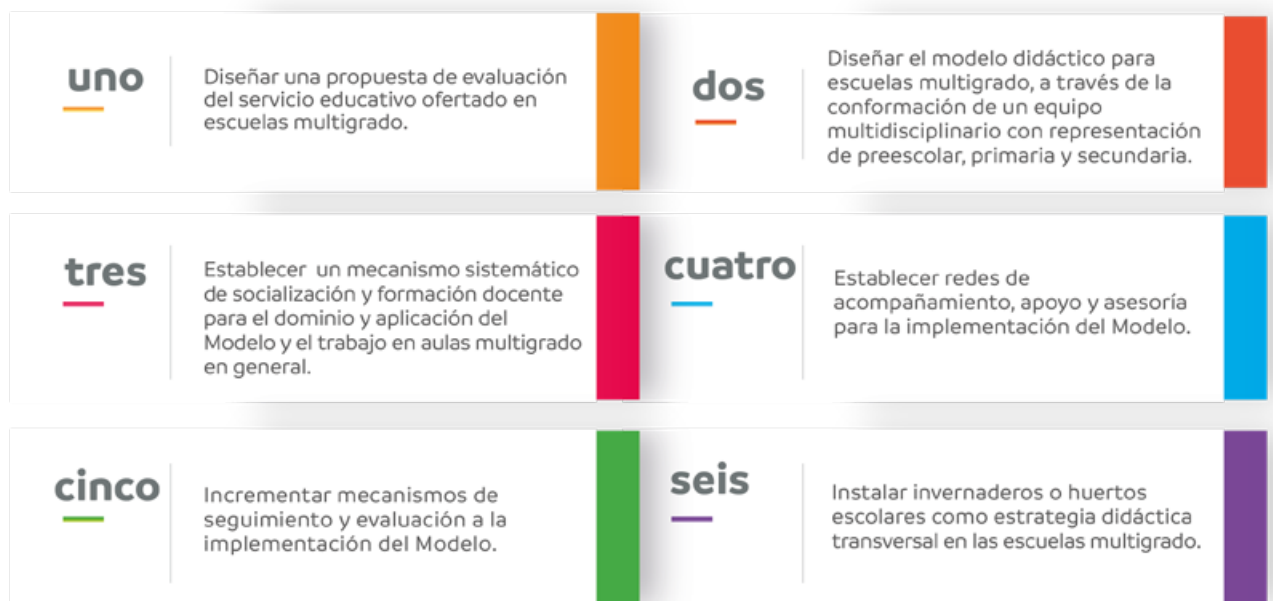 uno
Diseñar una propuesta de evaluación
del servicio educativo ofertado en
escuelas multigrado.
dos
Diseñar el modelo didáctico para
escuelas multigrado, a través de la
conformación de un equipo
multidisciplinario con representación
de preescolar, primaria y secundaria.
tres
Establecer un mecanismo sistemático
de socialización y formación docente
para el dominio y aplicación del
Modelo y el trabajo en aulas multigrado
en general.
cuatro
Establecer redes de
acompañamiento, apoyo y asesoría
para la implementación del Modelo.
cinco
Incrementar mecanismos de
seguimiento y evaluación a la
implementación del Modelo.
seis
Instalar invernaderos o huertos
escolares como estrategia didáctica
transversal en las escuelas multigrado.